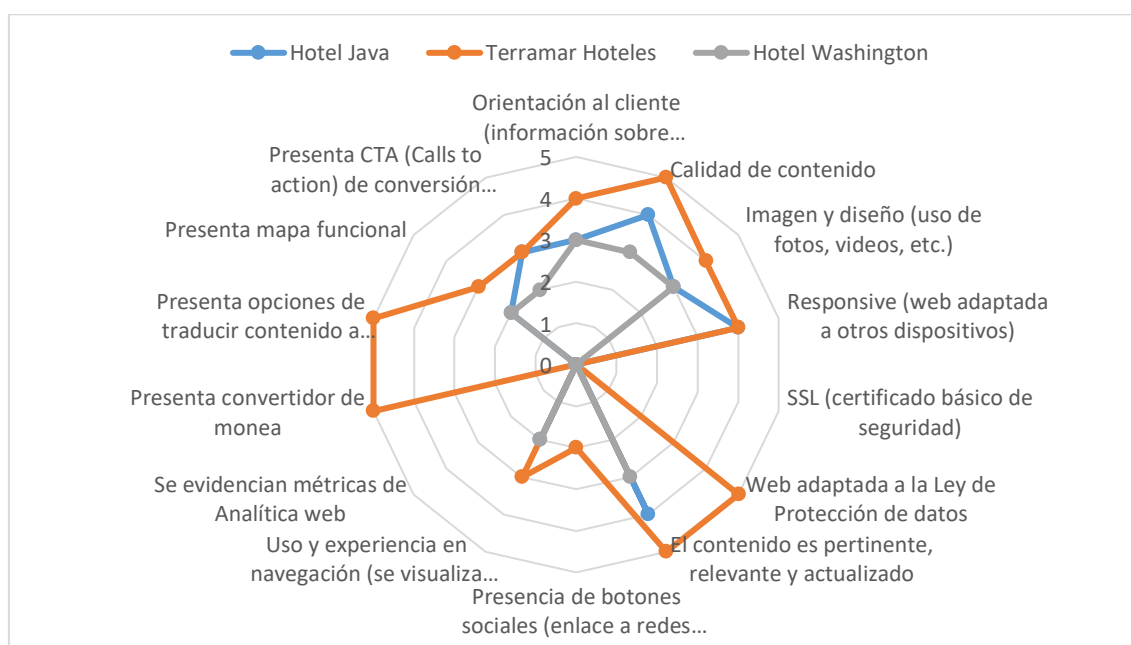 Hotel Java
Terramar Hoteles
Hotel Washington
Orientación al cliente
(información sobre...
Calidad de contenido
Imagen y diseño (uso de
fotos, videos, etc.)
Responsive (web adaptada
a otros dispositivos)
SSL (certificado básico de
seguridad)
Web adaptada a la Ley de
Protección de datos
El contenido es pertinente,
relevante y actualizado
Presencia de botones
sociales (enlace a redes...
Uso y experiencia en
navegación (se visualiza...
Se evidencian métricas de
Analítica web
Presenta convertidor de
monea
Presenta opciones de
traducir contenido a...
Presenta mapa funcional
Presenta CTA (Calls to
action) de conversión...
5
4
3
2
1
0